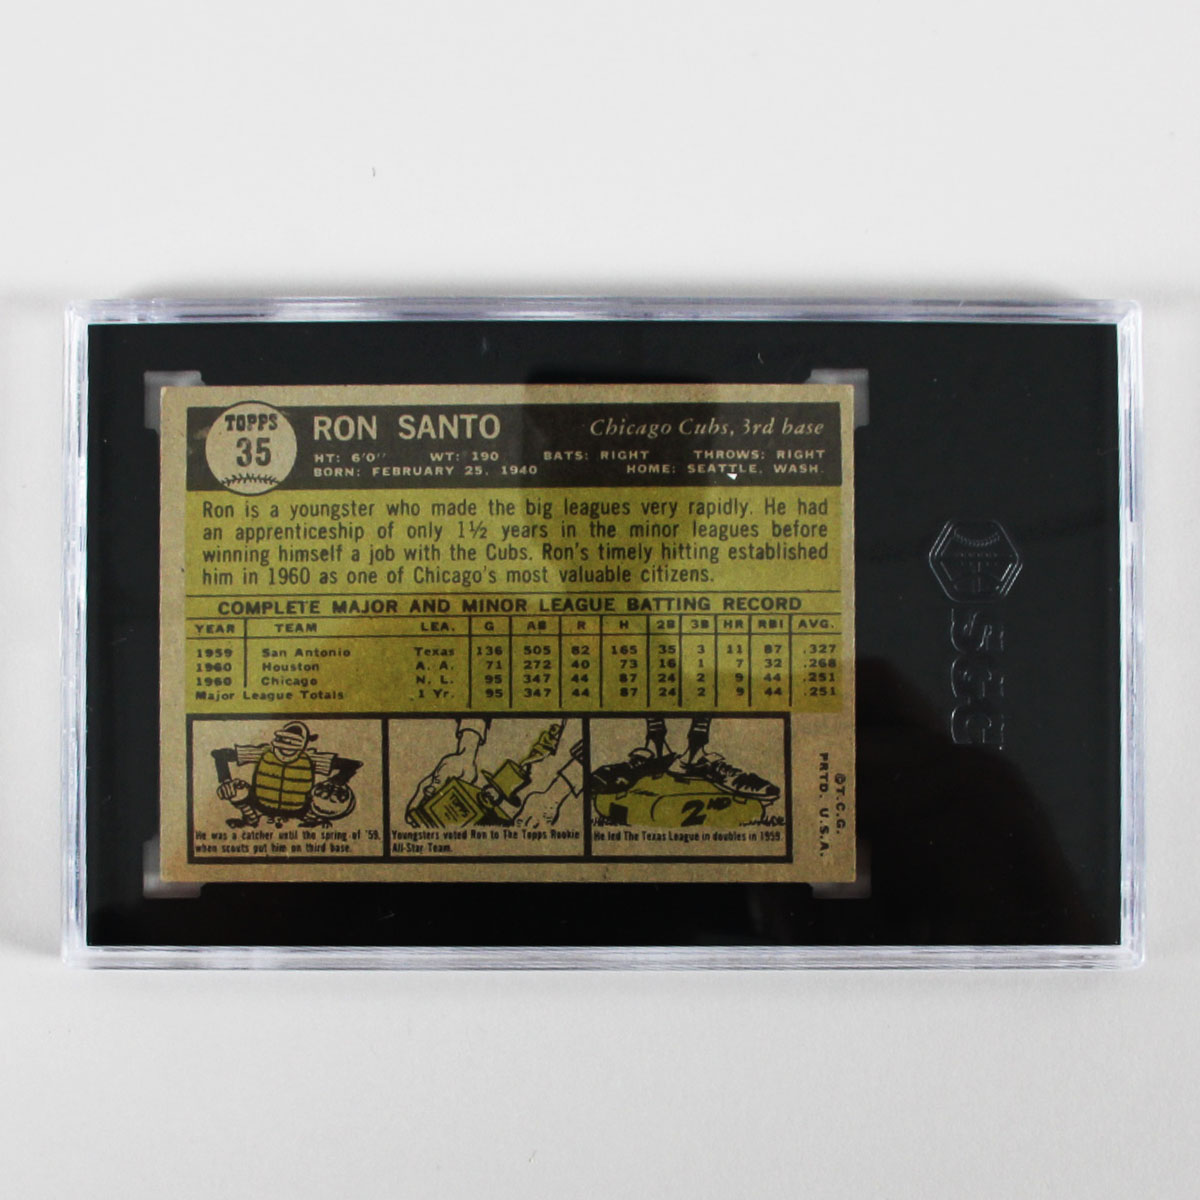 TOPPS
35
RON SANTO
Chicago Cubs, 3rd base
HT: 6'0" WT: 190 BATS: RIGHT THROWS: RIGHT
BORN: FEBRUARY 25, 1940 HOME: SEATTLE, WASH.
Ron is a youngster who made the big leagues very rapidly. He had
an apprenticeship of only 1½ years in the minor leagues before
winning himself a job with the Cubs. Ron's timely hitting established
him in 1960 as one of Chicago's most valuable citizens.
COMPLETE MAJOR AND MINOR LEAGUE BATTING RECORD
YEAR TEAM LEA. G AB R H 2B 3B HR RBI AVG.
1959 San Antonio Texas 136 505 82 165 35 3 11 87 .327
1960 Houston A. A. 71 272 40 73 16 1 7 32 .268
1960 Chicago N. L. 95 347 44 87 24 2 9 44 .251
Major League Totals 1 Yr. 95 347 44 87 24 2 9 44 .251
He was a catcher until the spring of '59,
when scouts put him on third base.
Youngsters voted Ron to The Topps Rookie
All-Star Team.
2ND
He led The Texas League in doubles in 1959.
©T.C.G.
PRTD. U.S.A.
SGC